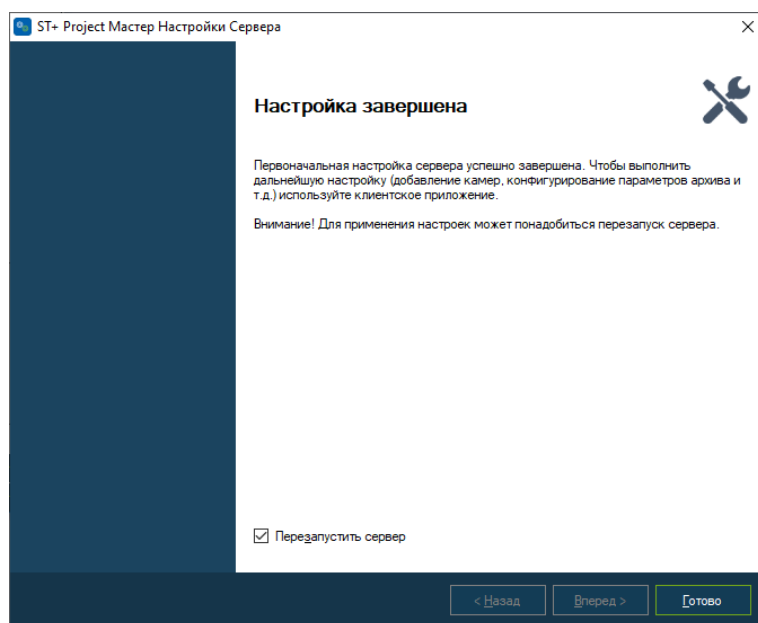 ST+ Project Мастер Настройки Сервера
Настройка завершена
Первоначальная настройка сервера успешно завершена. Чтобы выполнить
дальнейшую настройку (добавление камер, конфигурирование параметров архива и
т.д.) используйте клиентское приложение.
Внимание! Для применения настроек может понадобиться перезапуск сервера.
Перезапустить сервер
< Назад
Вперед >
Готово